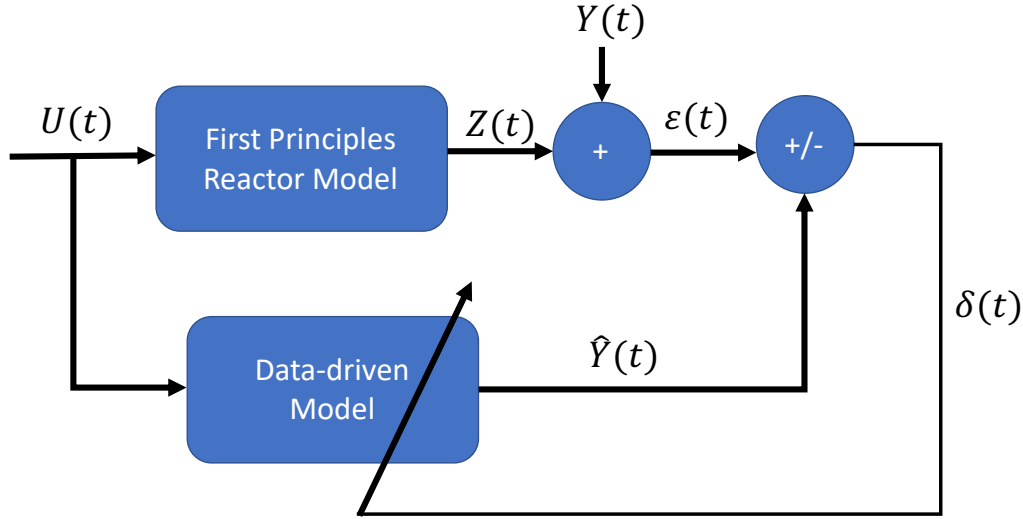 Y(t)
U(t)
First Principles
Reactor Model
Z(t)
+
ε(t)
+/-
δ(t)
Data-driven
Model
Ŷ(t)